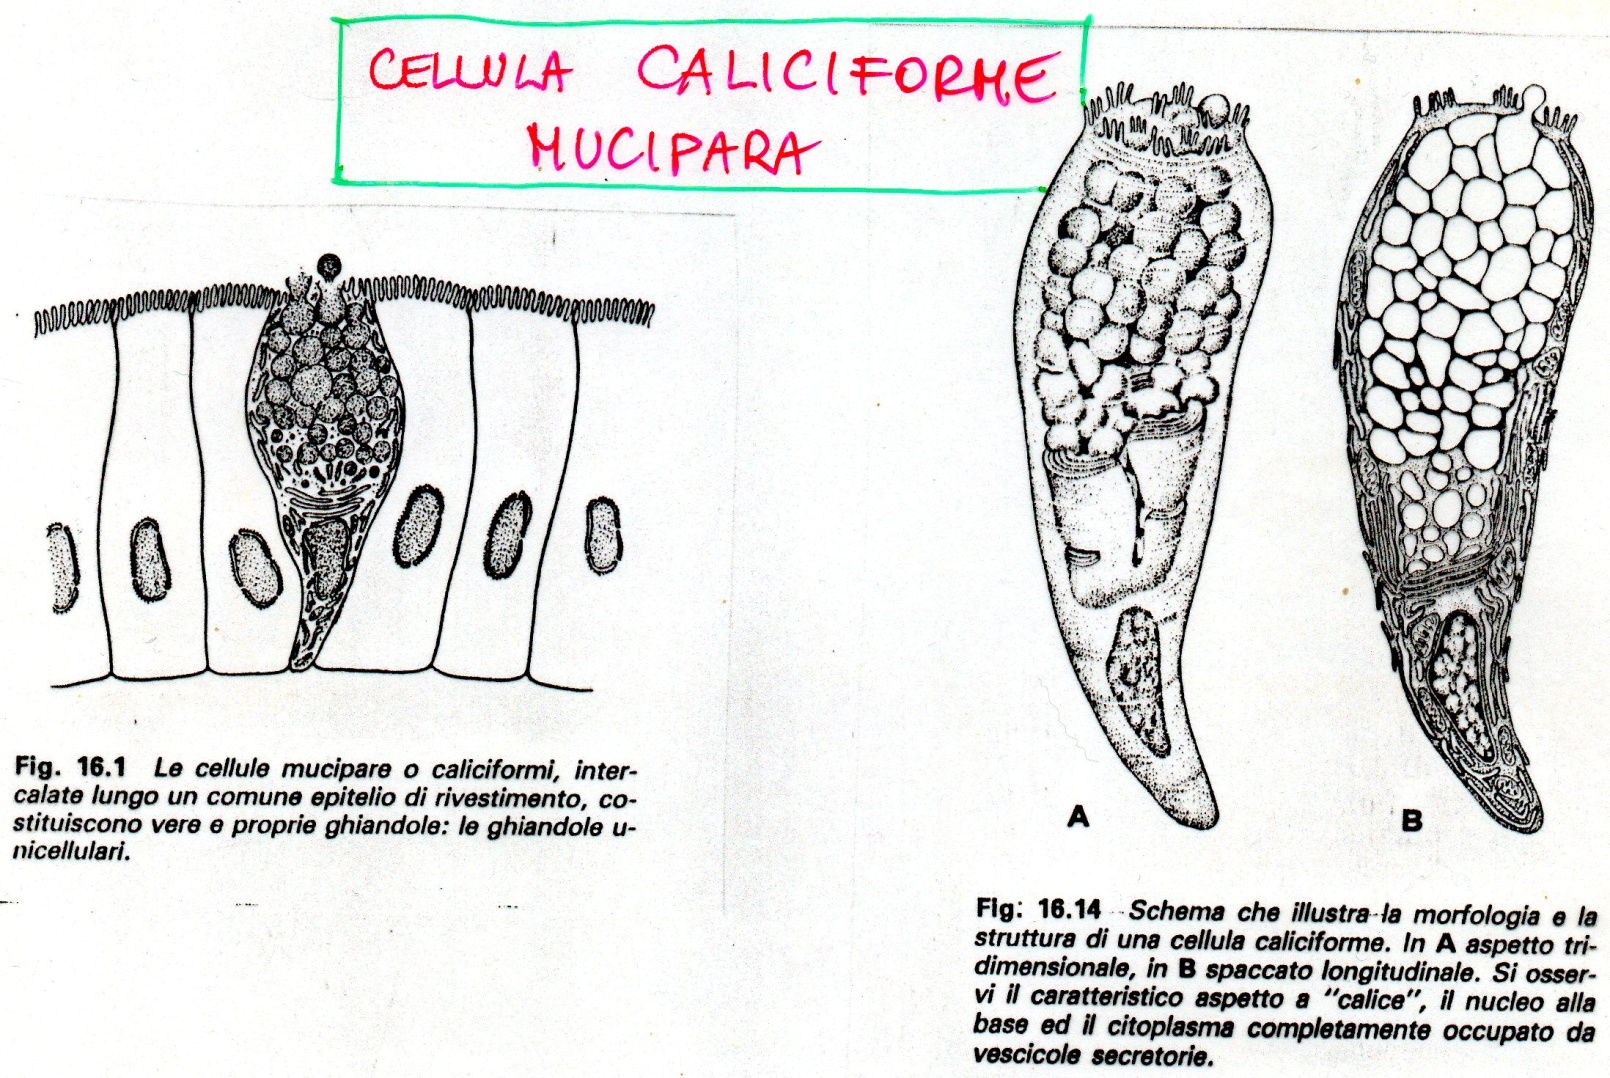 CELLULA CALICIFORME
MUCIPARA
Fig. 16.1 Le cellule mucipare o caliciformi, inter-
calate lungo un comune epitelio di rivestimento, co-
stituiscono vere e proprie ghiandole: le ghiandole u-
nicellulari.
A
B
Fig. 16.14 Schema che illustra la morfologia e la
struttura di una cellula caliciforme. In A aspetto tri-
dimensionale, in B spaccato longitudinale. Si osser-
vi il caratteristico aspetto a "calice", il nucleo alla
base ed il citoplasma completamente occupato da
vescicole secretorie.